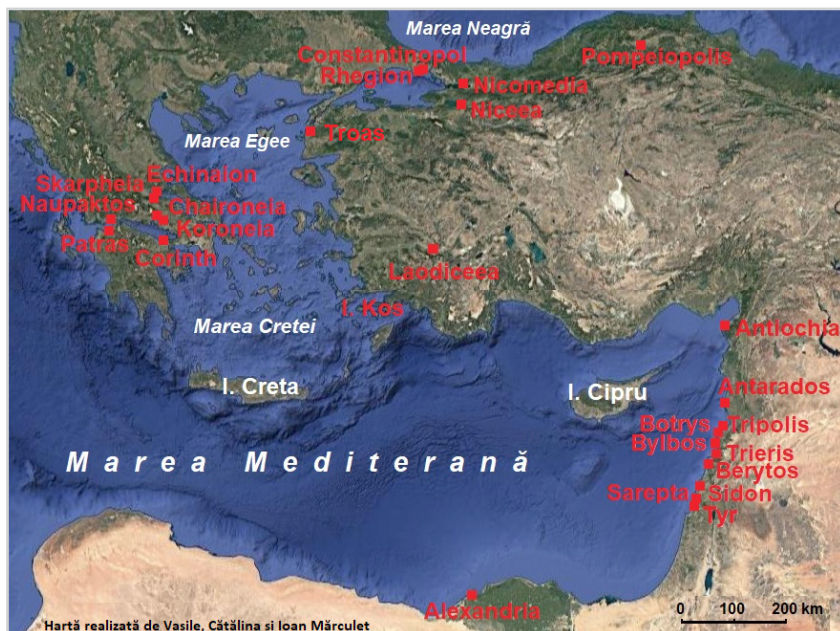 Marea Neagră
Constantinopol
Rhegion
Pompeiopolis
Nicomedia
Niceea
Marea Egee
Troas
Echinaion
Skarpheia
Naupaktos
Chaironeia
Koroneia
Patras
Corinth
Laodiceea
I. Kos
Marea Cretei
Antiochia
I. Creta
I. Cipru
Antarados
Botrys
Tripolis
Bylbos
Trieris
Marea Mediterană
Berytos
Sarepta
Sidon
Tyr
Alexandria
0 100 200 km
Hartă realizată de Vasile, Cătălina și Ioan Mărculeț